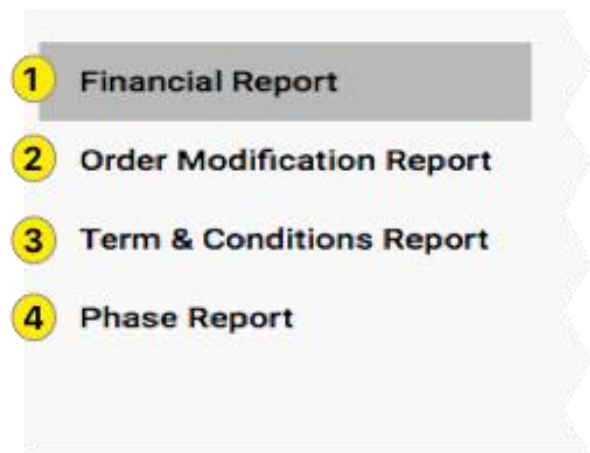 1 Financial Report
2 Order Modification Report
3 Term & Conditions Report
4 Phase Report